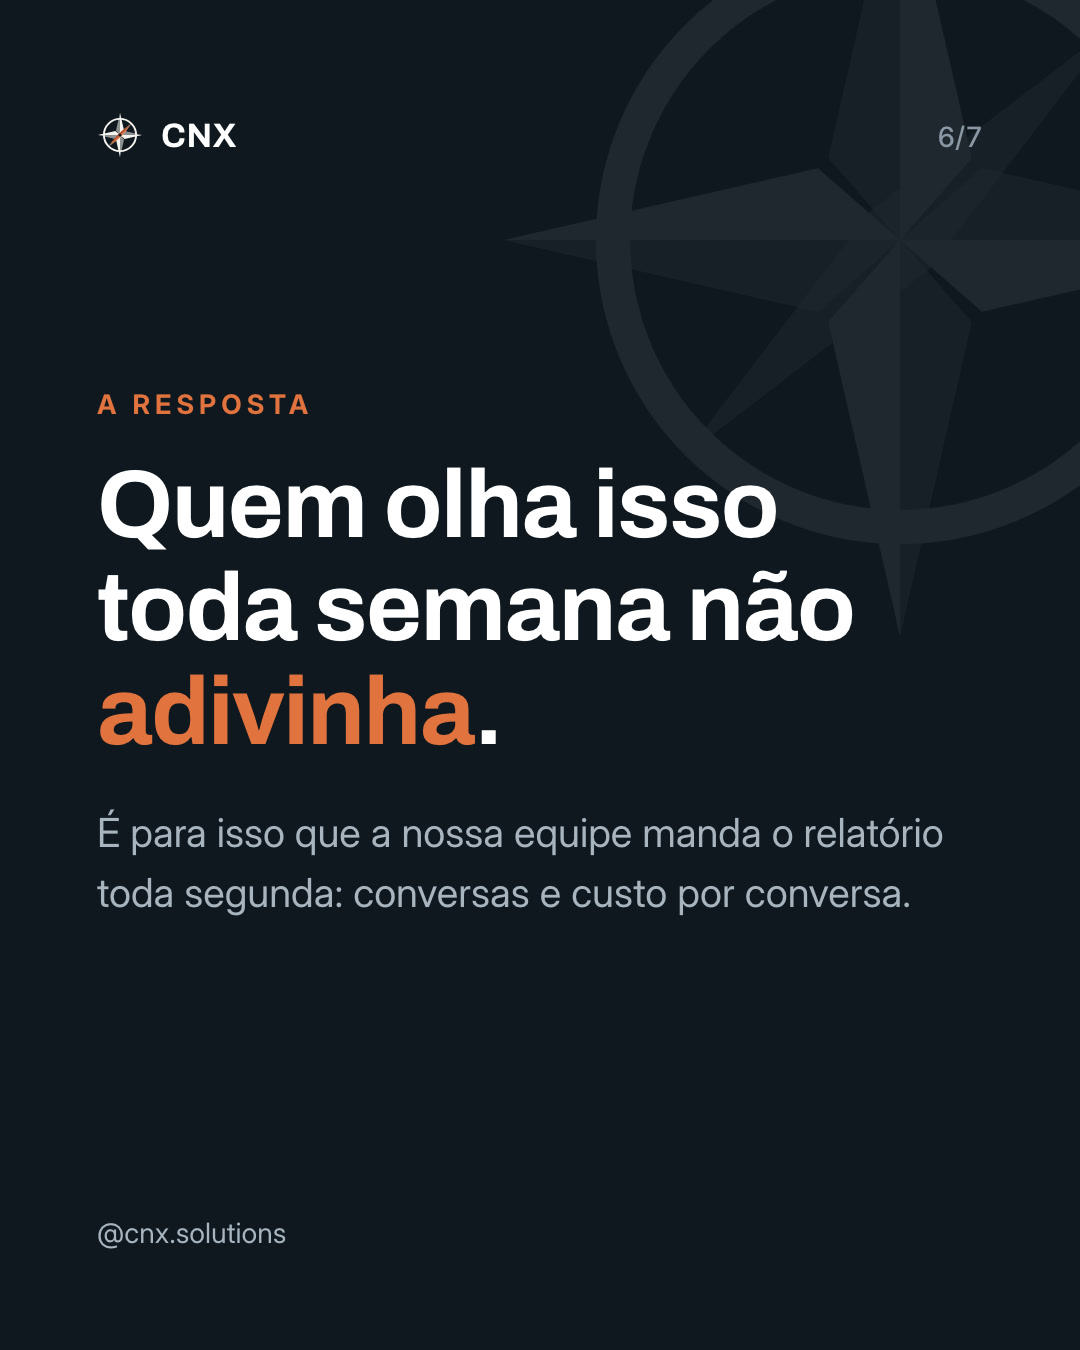 CNX
6/7
A RESPOSTA
Quem olha isso
toda semana não
adivinha.
É para isso que a nossa equipe manda o relatório
toda segunda: conversas e custo por conversa.
@cnx.solutions